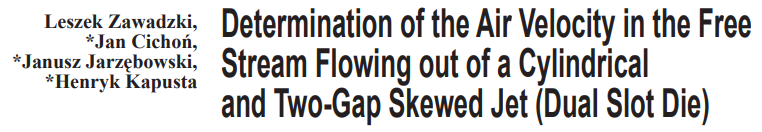 Leszek Zawadzki,
*Jan Cichoń,
*Janusz Jarzębowski,
*Henryk Kapusta
Determination of the Air Velocity in the Free
Stream Flowing out of a Cylindrical
and Two-Gap Skewed Jet (Dual Slot Die)